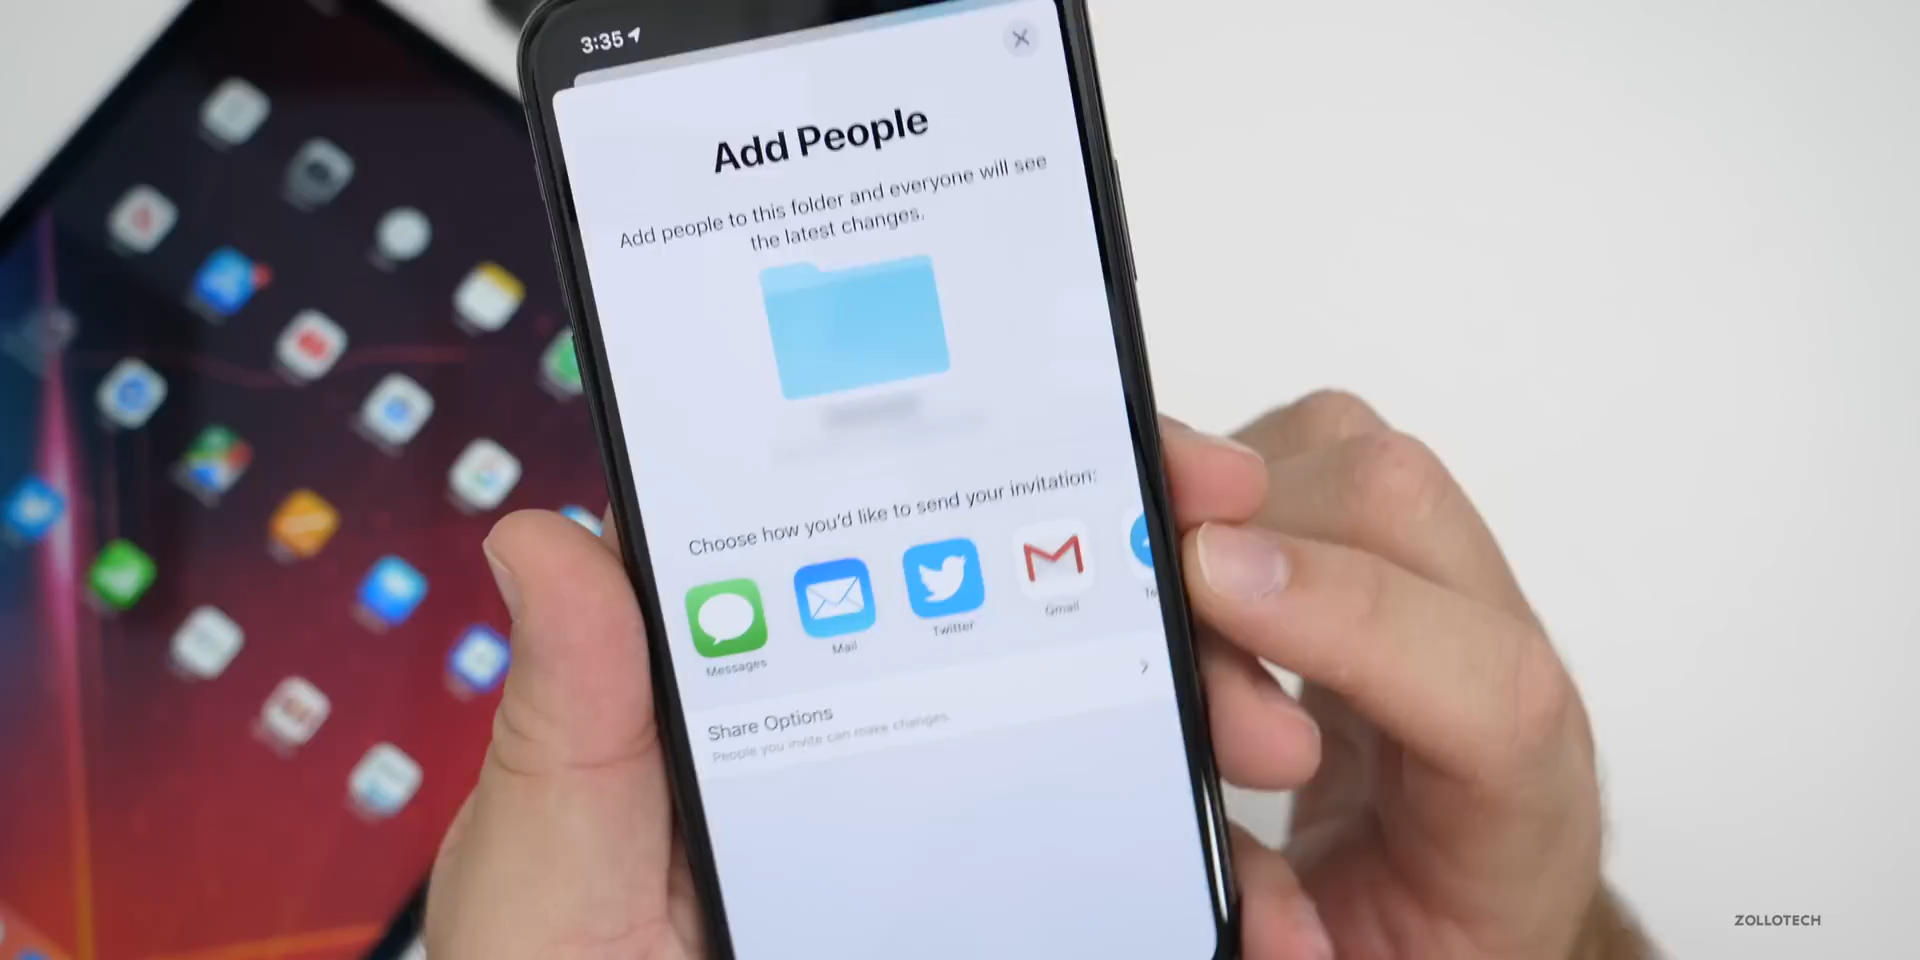 3:35
Add People
Add people to this folder and everyone will see
the latest changes.
Choose how you'd like to send your invitation:
Messages
Mail
Twitter
Gmail
Share Options
People you invite can make changes.
ZOLLOTECH